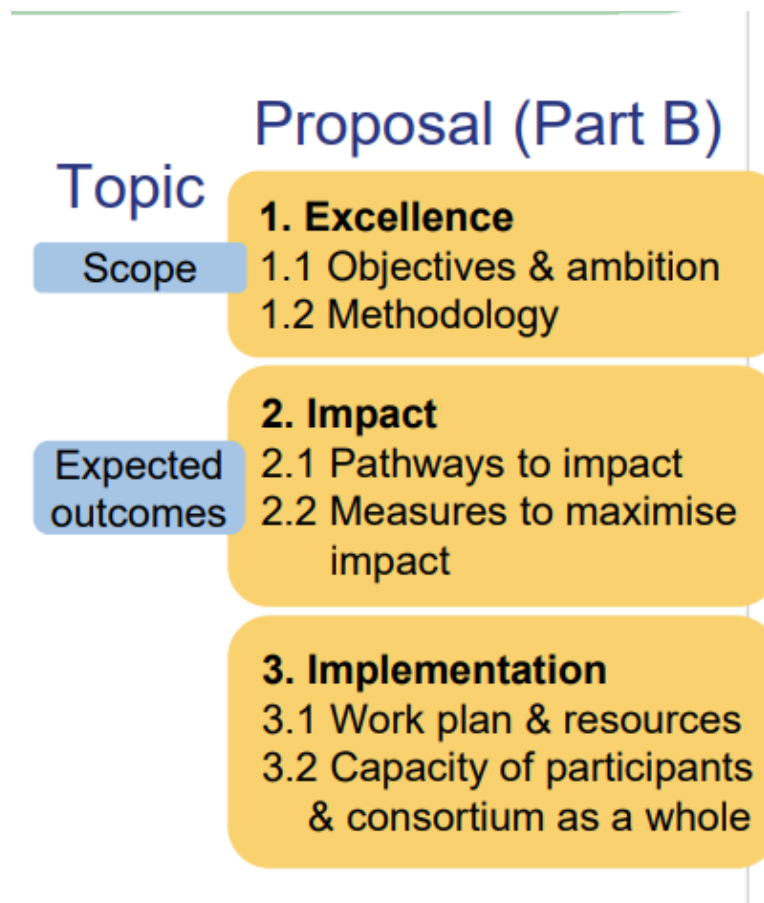 Proposal (Part B)
Topic
1. Excellence
Scope
1.1 Objectives & ambition
1.2 Methodology
2. Impact
Expected
outcomes
2.1 Pathways to impact
2.2 Measures to maximise
impact
3. Implementation
3.1 Work plan & resources
3.2 Capacity of participants
& consortium as a whole